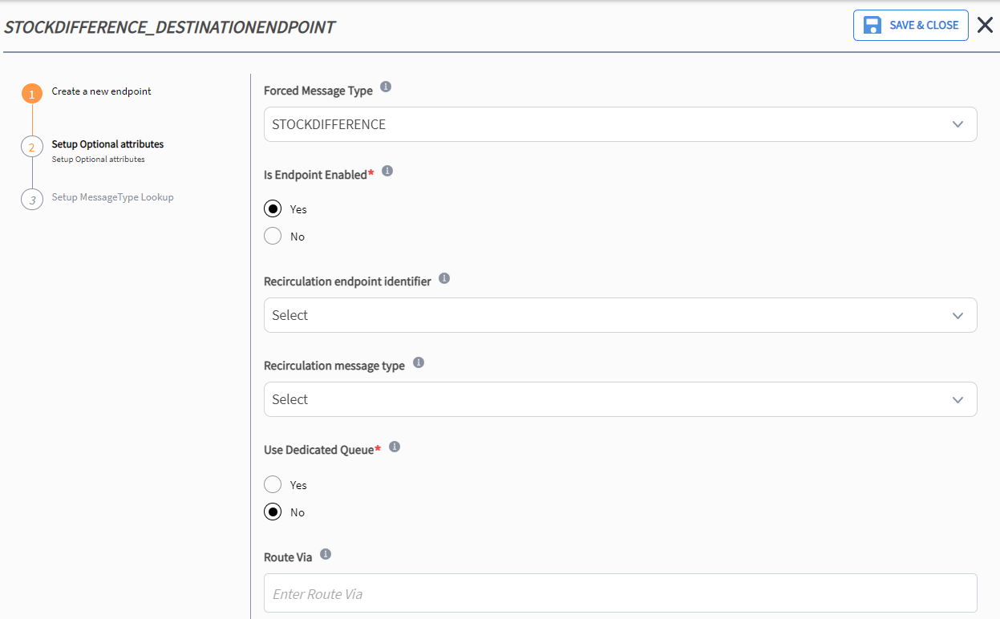 STOCKDIFFERENCE_DESTINATIONENDPOINT
SAVE & CLOSE
1
Create a new endpoint
2
Setup Optional attributes
Setup Optional attributes
3
Setup MessageType Lookup
Forced Message Type
STOCKDIFFERENCE
Is Endpoint Enabled*
Yes
No
Recirculation endpoint identifier
Select
Recirculation message type
Select
Use Dedicated Queue*
Yes
No
Route Via
Enter Route Via